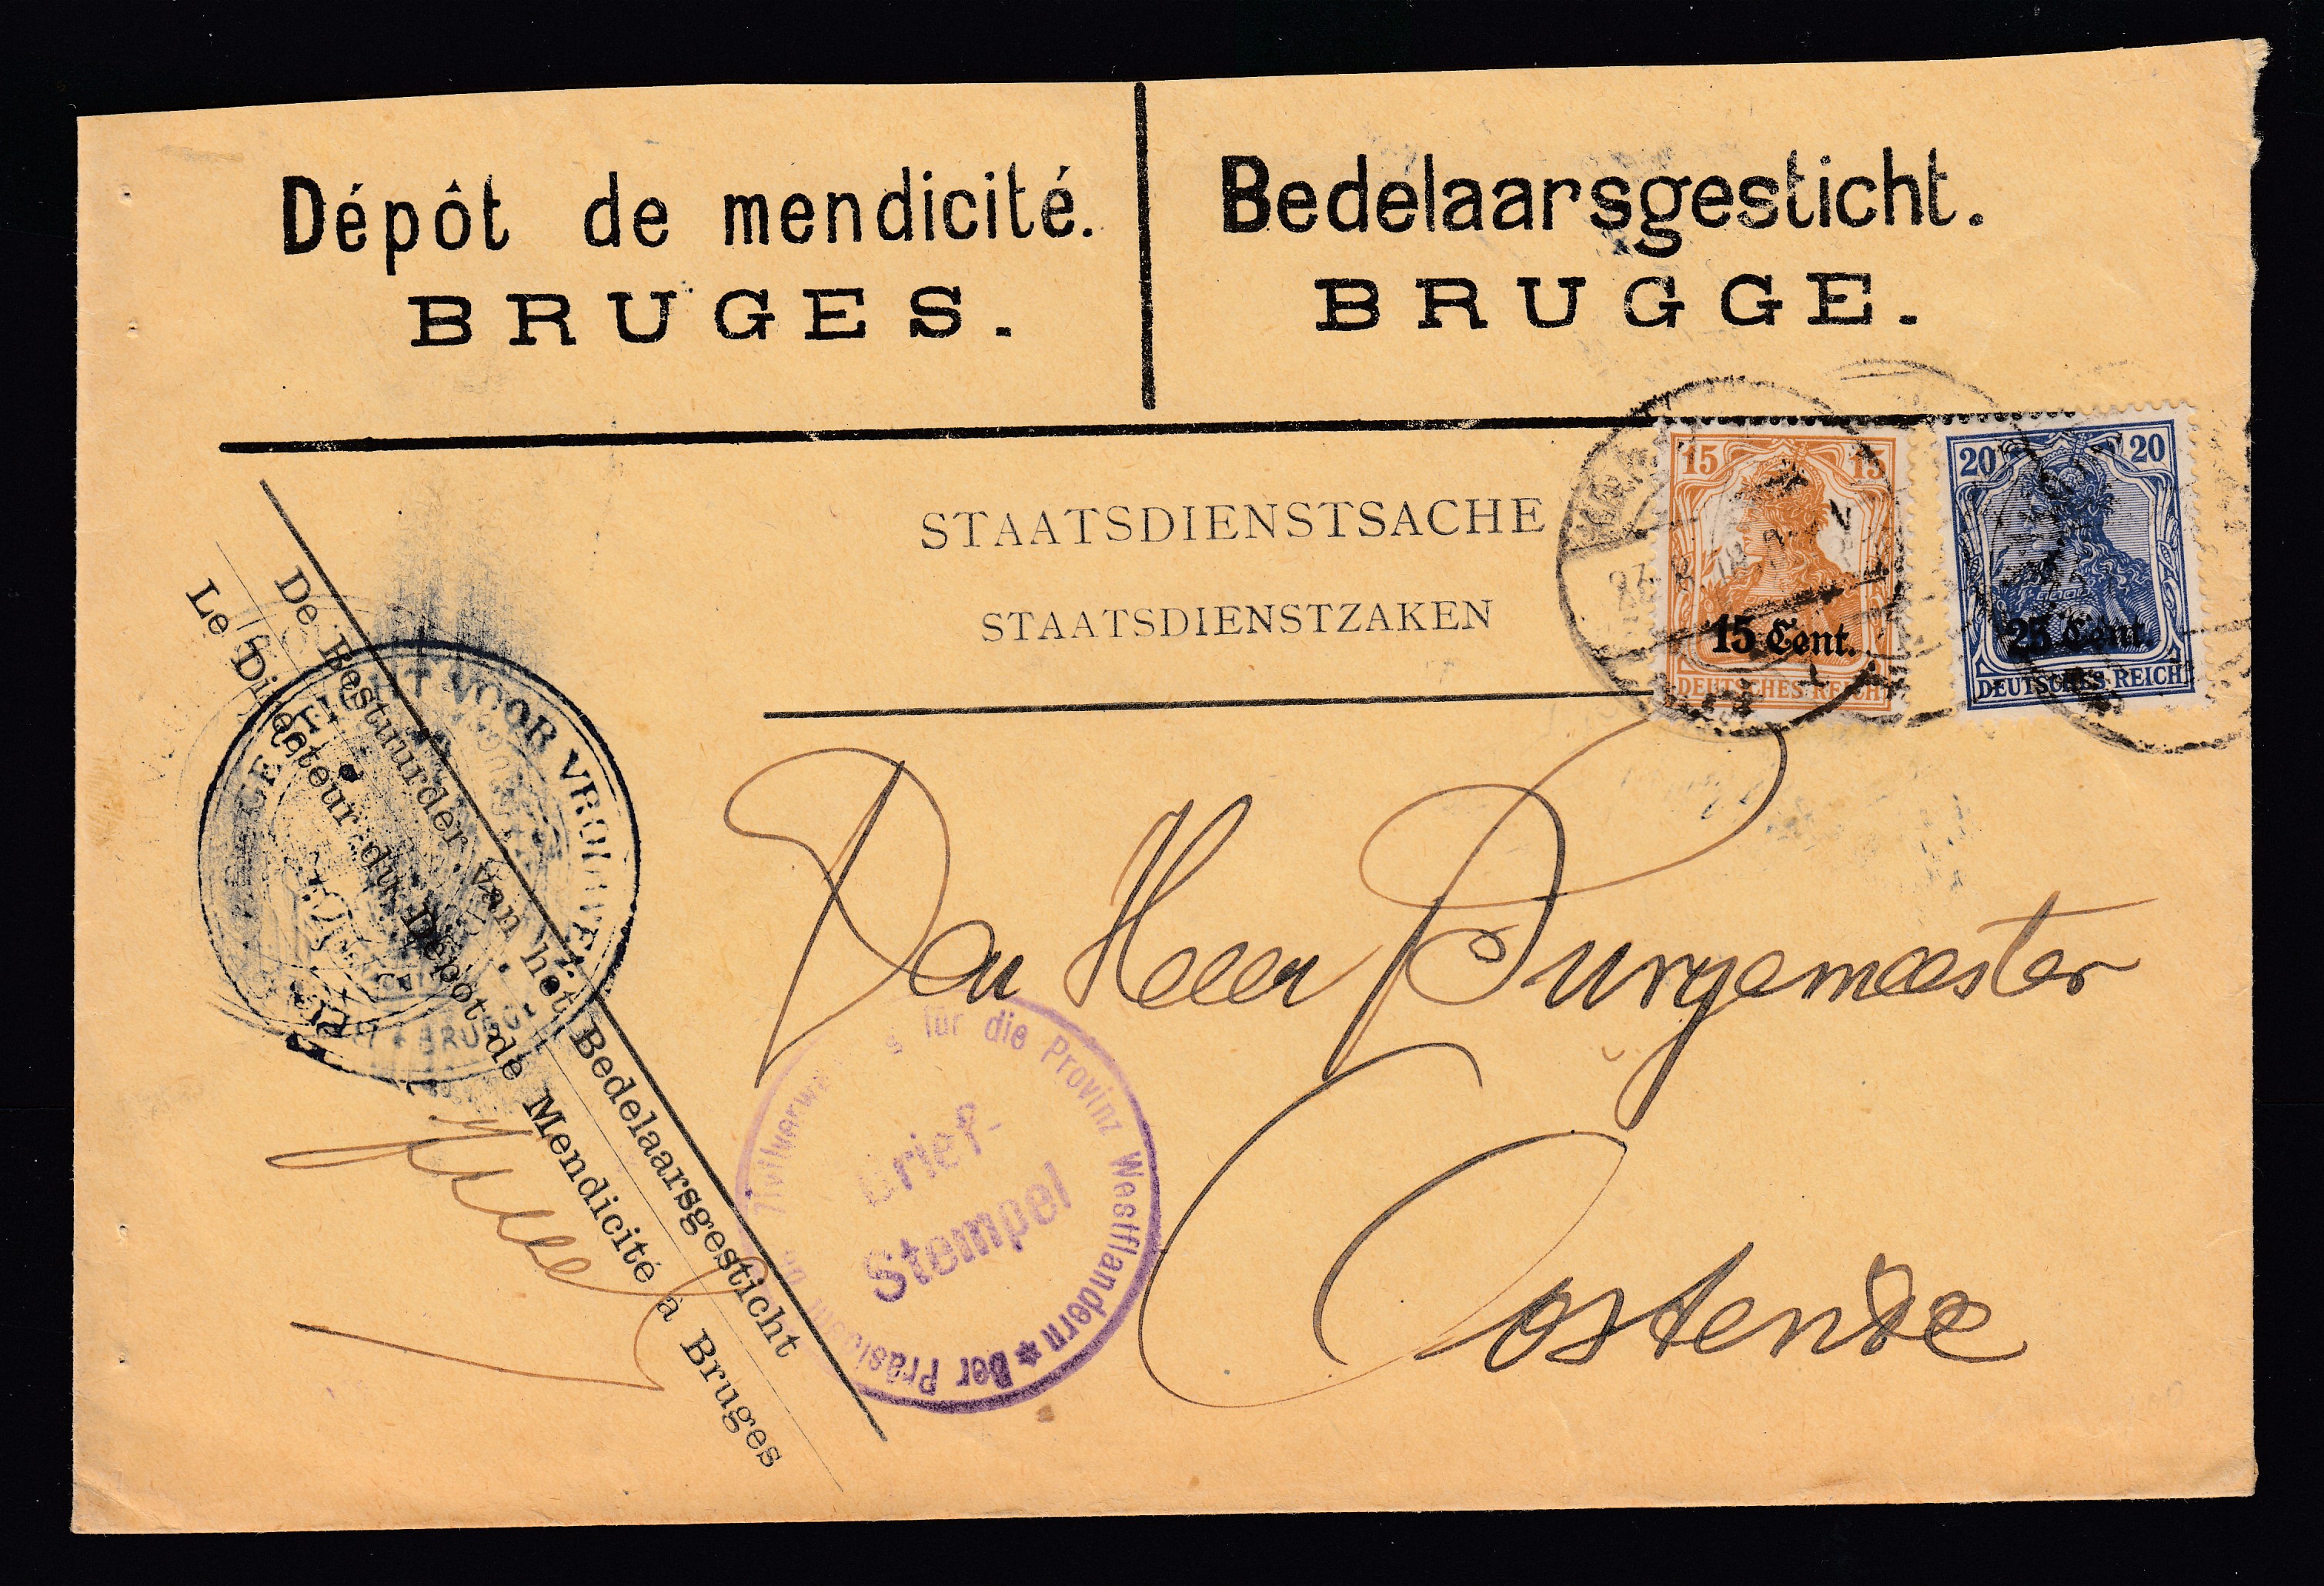 Dépôt de mendicité.
BRUGES.
Bedelaarsgesticht.
BRUGGE.
STAATSDIENSTSACHE
STAATSDIENSTZAKEN
15 15
15 Cent.
DEUTSCHES REICH
20 20
25 Cent.
DEUTSCHES REICH
De Bestuurder van het Bedelaarsgesticht
Le Directeur du Dépôt de Mendicité à Bruges
VOOR
Den Heer Burgemeester
Oostende
für die Provinz Westflandern * Der Präsident
Brief-
Stempel